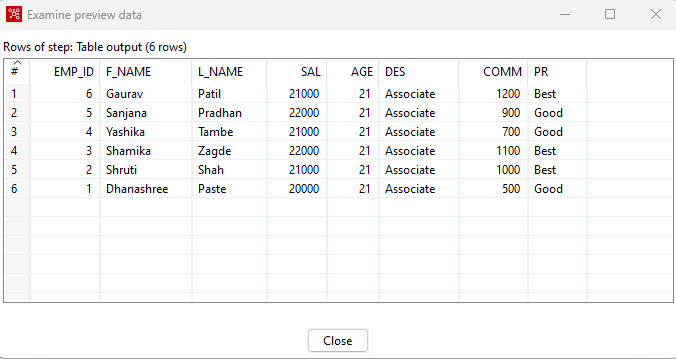 Examine preview data
Rows of step: Table output (6 rows)
# EMP_ID F_NAME L_NAME SAL AGE DES COMM PR
1 6 Gaurav Patil 21000 21 Associate 1200 Best
2 5 Sanjana Pradhan 22000 21 Associate 900 Good
3 4 Yashika Tambe 21000 21 Associate 700 Good
4 3 Shamika Zagde 22000 21 Associate 1100 Best
5 2 Shruti Shah 21000 21 Associate 1000 Best
6 1 Dhanashree Paste 20000 21 Associate 500 Good
Close